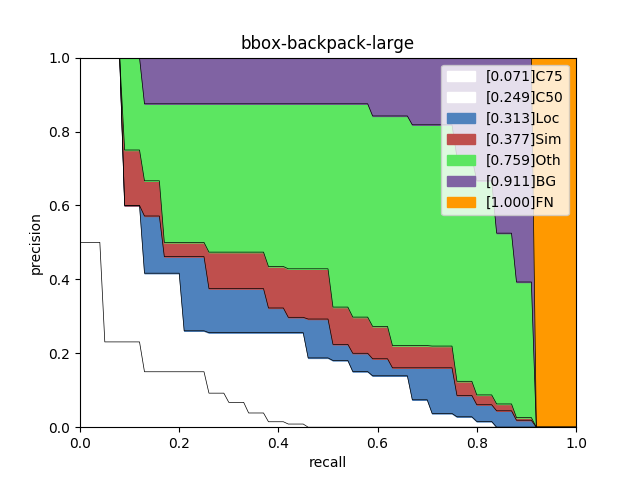 bbox-backpack-large
1.0
0.8
0.6
0.4
0.2
0.0
precision
[0.071]C75
[0.249]C50
[0.313]Loc
[0.377]Sim
[0.759]Oth
[0.911]BG
[1.000]FN
0.0 0.2 0.4 0.6 0.8 1.0
recall